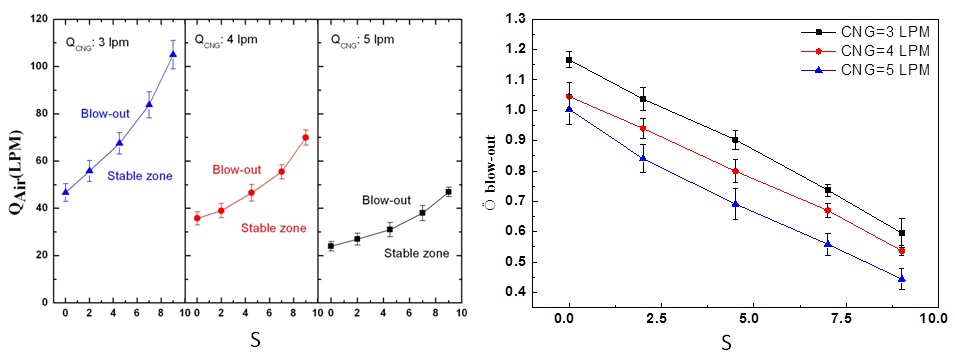 Q_CNG: 3 lpm
Q_CNG: 4 lpm
Q_CNG: 5 lpm
Blow-out
Stable zone
Blow-out
Stable zone
Blow-out
Stable zone
Q_Air(LPM)
120
100
80
60
40
20
0
0 2 4 6 8 10
0 2 4 6 8 10
0 2 4 6 8 10
S
CNG=3 LPM
CNG=4 LPM
CNG=5 LPM
Ö blow-out
1.3
1.2
1.1
1.0
0.9
0.8
0.7
0.6
0.5
0.4
0.0 2.5 5.0 7.5 10.0
S